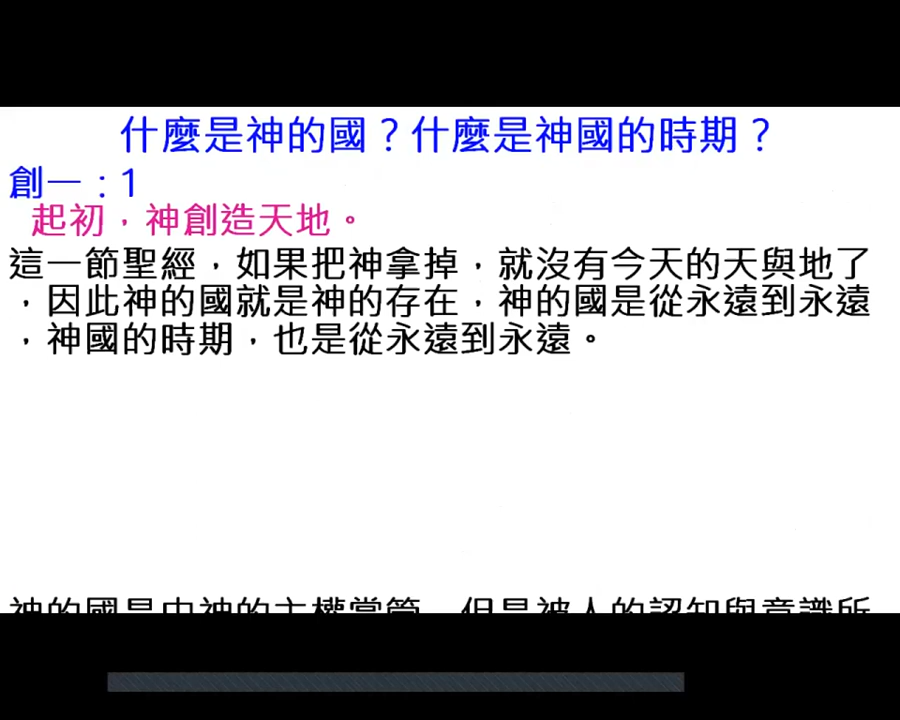 什麼是神的國？什麼是神國的時期？
創一：1
起初，神創造天地。
這一節聖經，如果把神拿掉，就沒有今天的天與地了
，因此神的國就是神的存在，神的國是從永遠到永遠
，神國的時期，也是從永遠到永遠。
神的國是由神的主權掌管，但是被人的認知與意識所